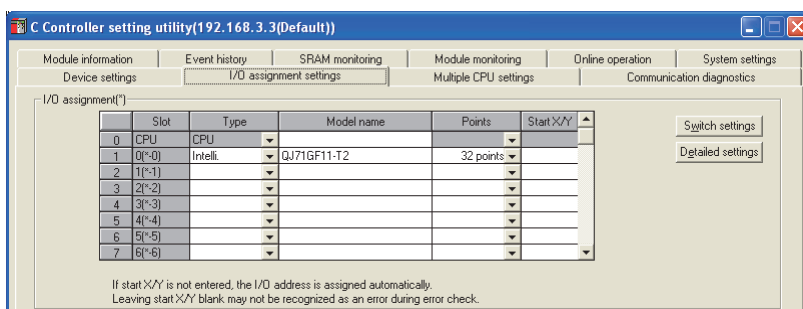 C Controller setting utility(192.168.3.3(Default))
Module information Event history SRAM monitoring Module monitoring Online operation System settings
Device settings I/O assignment settings Multiple CPU settings Communication diagnostics
I/O assignment(*)
Slot Type Model name Points Start X/Y
0 CPU CPU
1 0(*-0) Intelli. QJ71GF11-T2 32 points
2 1(*-1)
3 2(*-2)
4 3(*-3)
5 4(*-4)
6 5(*-5)
7 6(*-6)
Switch settings
Detailed settings
If start X/Y is not entered, the I/O address is assigned automatically.
Leaving start X/Y blank may not be recognized as an error during error check.